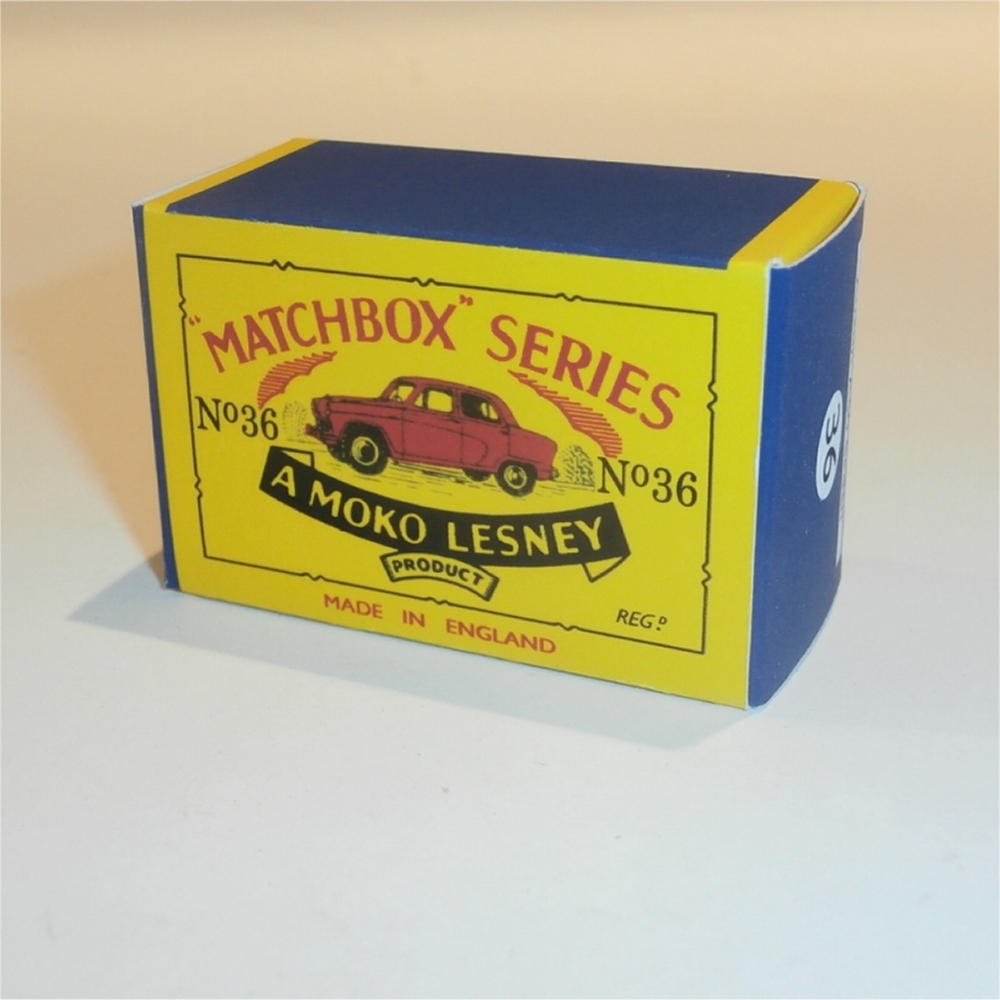 "MATCHBOX" SERIES
Nº36
Nº36
A MOKO LESNEY
PRODUCT
REGD
MADE IN ENGLAND
36